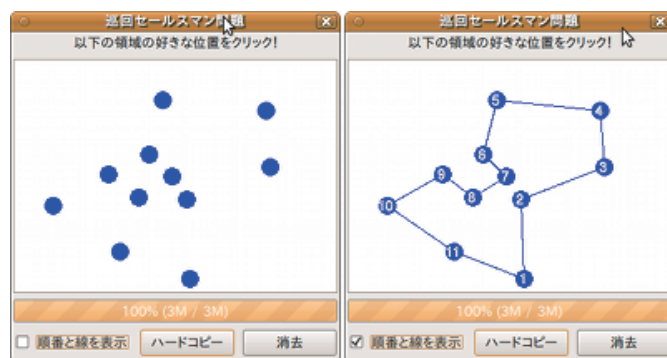 巡回セールスマン問題
以下の領域の好きな位置をクリック!
100% (3M / 3M)
順番と線を表示
ハードコピー
消去
巡回セールスマン問題
以下の領域の好きな位置をクリック!
5
4
6
3
9
7
8
2
10
11
1
100% (3M / 3M)
順番と線を表示
ハードコピー
消去